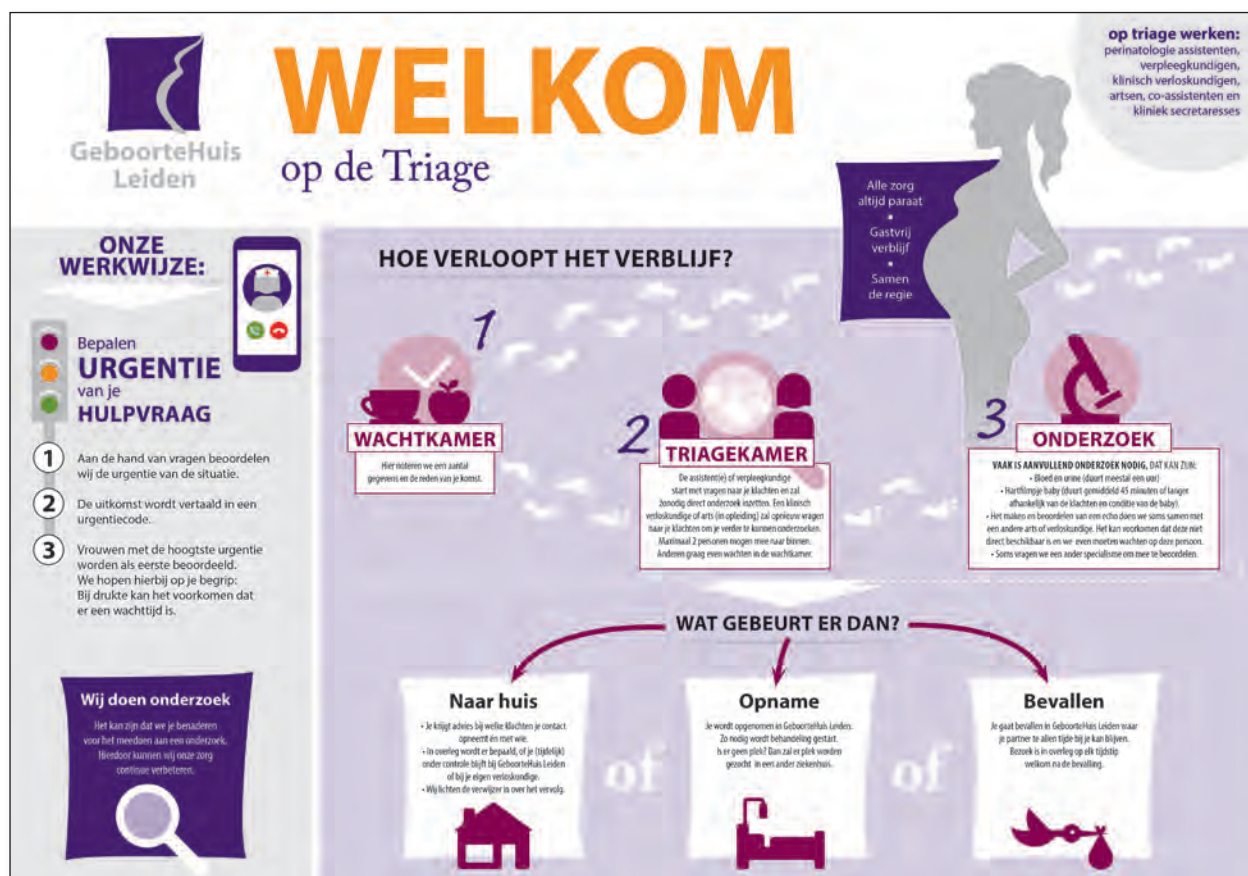 GeboorteHuis
Leiden
WELKOM
op de Triage
op triage werken:
perinatologie assistenten,
verpleegkundigen,
klinisch verloskundigen,
artsen, co-assistenten en
kliniek secretaresses
Alle zorg
altijd paraat
Gastvrij
verblijf
Samen
de regie
ONZE
WERKWIJZE:
Bepalen
URGENTIE
van je
HULPVRAAG
1 Aan de hand van vragen beoordelen
wij de urgentie van de situatie.
2 De uitkomst wordt vertaald in een
urgentiecode.
3 Vrouwen met de hoogtste urgentie
worden als eerste beoordeeld.
We hopen hierbij op je begrip:
Bij drukte kan het voorkomen dat
er een wachttijd is.
Wij doen onderzoek
Het kan zijn dat we je benaderen
voor het meedoen aan een onderzoek.
Hierdoor kunnen wij onze zorg
continue verbeteren.
HOE VERLOOPT HET VERBLIJF?
1
WACHTKAMER
Hier noteren we een aantal
gegevens en de reden van je komst.
2
TRIAGEKAMER
De assistent(e) of verpleegkundige
start met vragen naar je klachten en zal
zonodig direct onderzoek inzetten. Een klinisch
verloskundige of arts (in opleiding) zal opnieuw vragen
naar je klachten om je verder te kunnen onderzoeken.
Maximaal 2 personen mogen mee naar binnen.
Anderen graag even wachten in de wachtkamer.
3
ONDERZOEK
VAAK IS AANVULLEND ONDERZOEK NODIG, DAT KAN ZIJN:
• Bloed en urine (duurt meestal een uur)
• Hartfilmpje baby (duurt gemiddeld 45 minuten of langer
afhankelijk van de klachten en conditie van de baby).
• Het maken en beoordelen van een echo doen we soms samen met
een andere arts of verloskundige. Het kan voorkomen dat deze niet
direct beschikbaar is en we even moeten wachten op deze persoon.
• Soms vragen we een ander specialisme om mee te beoordelen.
WAT GEBEURT ER DAN?
Naar huis
• Je krijgt advies bij welke klachten je contact
opneemt én met wie.
• In overleg wordt er bepaald, of je (tijdelijk)
onder controle blijft bij GeboorteHuis Leiden
of bij je eigen verloskundige.
• Wij lichten de verwijzer in over het vervolg.
of
Opname
Je wordt opgenomen in GeboorteHuis Leiden.
Zo nodig wordt behandeling gestart.
Is er geen plek? Dan zal er plek worden
gezocht in een ander ziekenhuis.
of
Bevallen
Je gaat bevallen in GeboorteHuis Leiden waar
je partner te allen tijde bij je kan blijven.
Bezoek is in overleg op elk tijdstip
welkom na de bevalling.